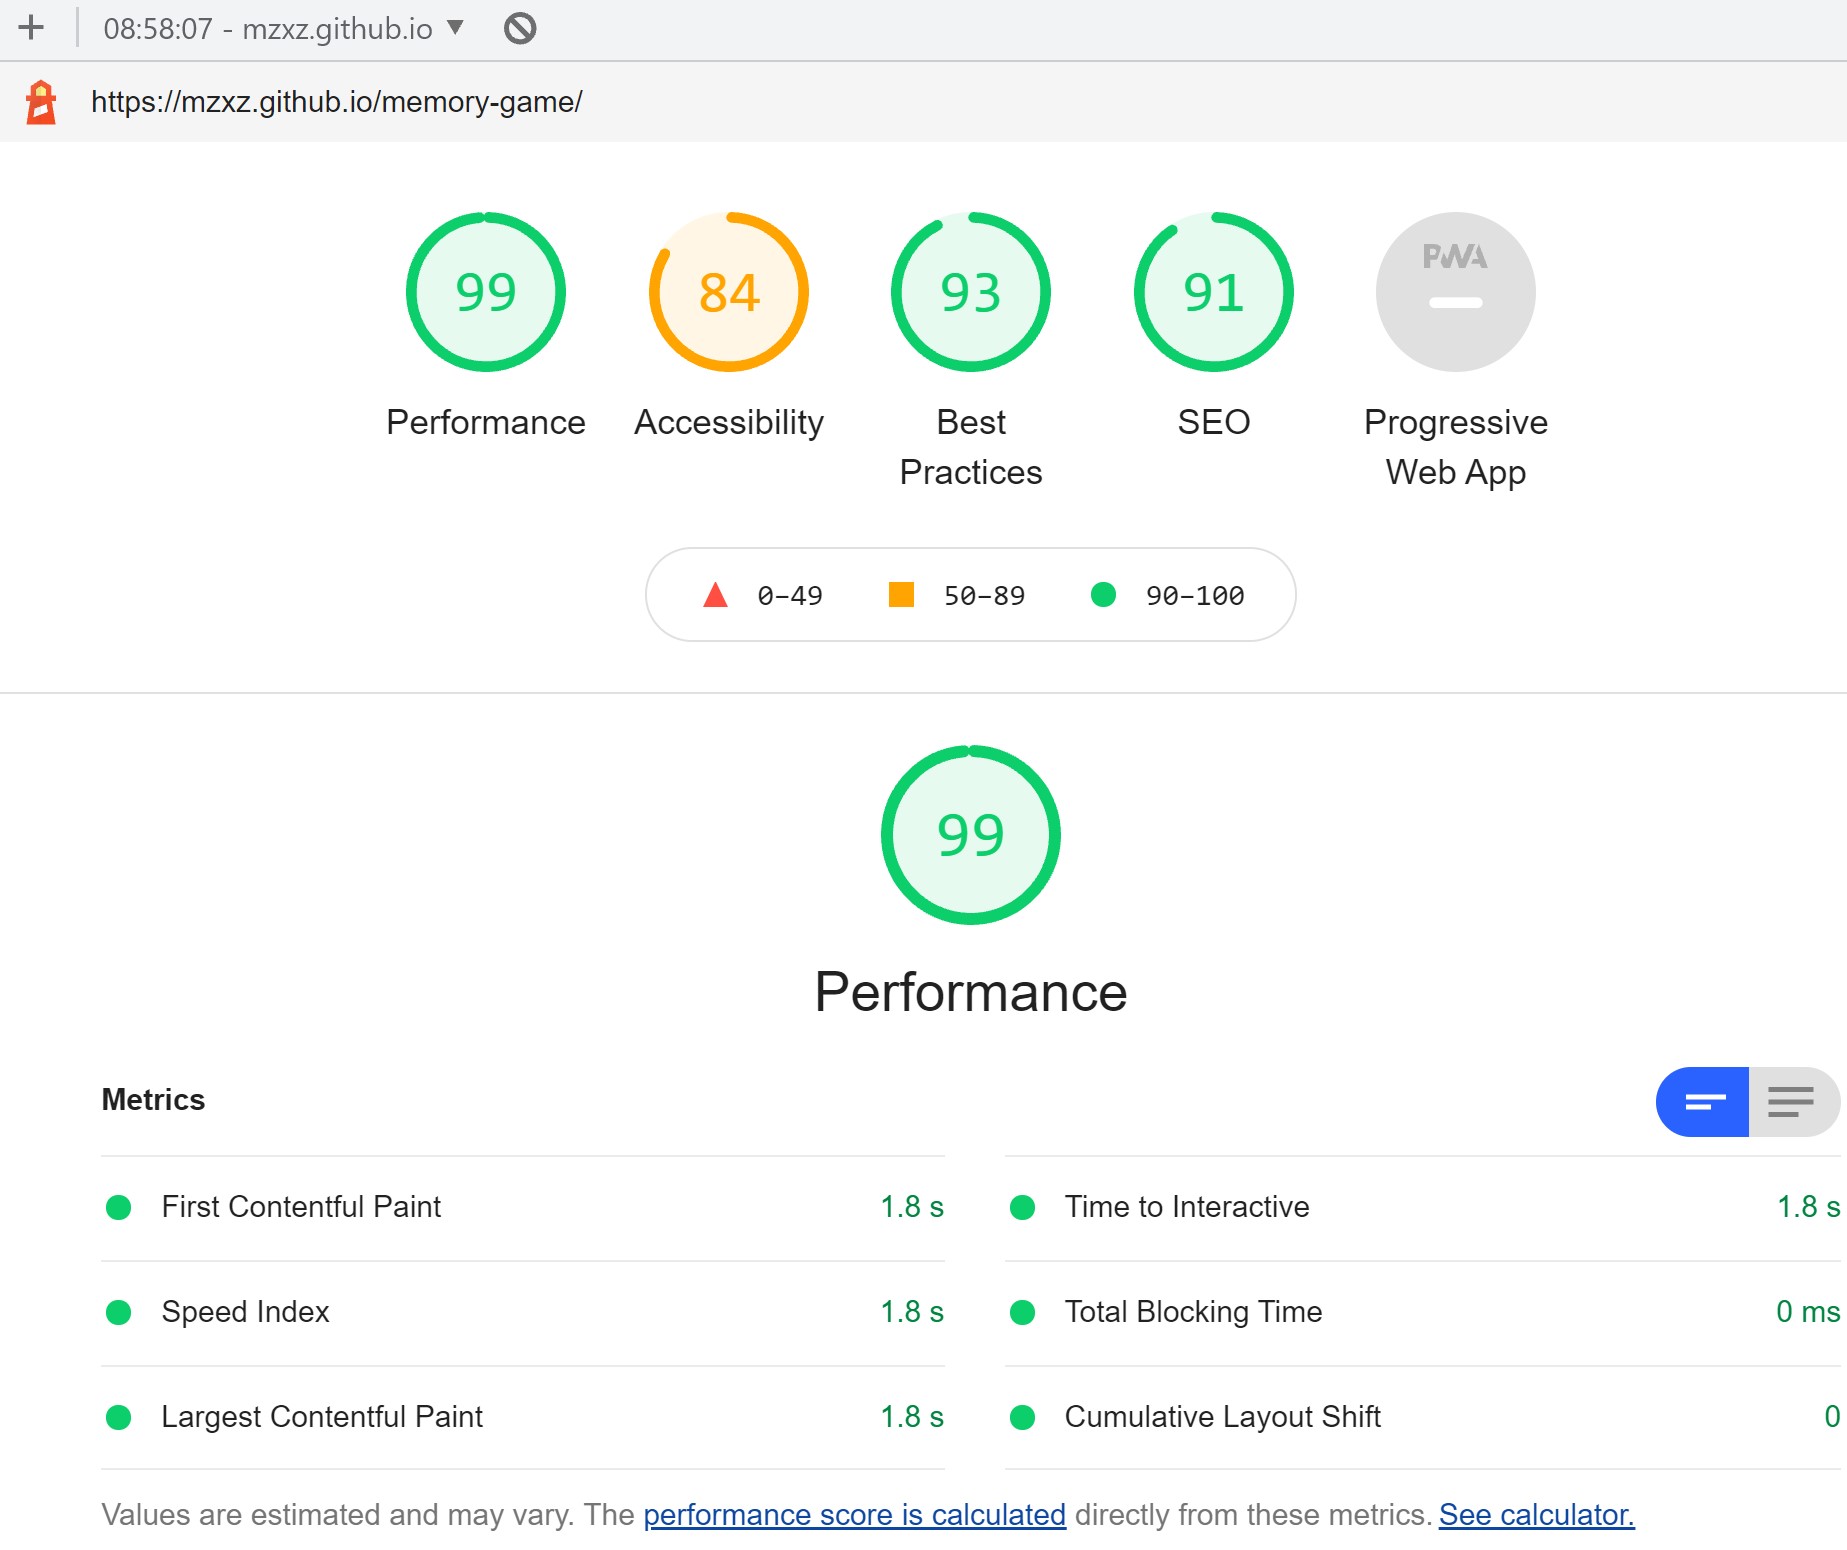 08:58:07 - mzxz.github.io
https://mzxz.github.io/memory-game/
99
84
93
91
PWA
Performance
Accessibility
Best
Practices
SEO
Progressive
Web App
0–49
50–89
90–100
99
Performance
Metrics
First Contentful Paint 1.8 s
Time to Interactive 1.8 s
Speed Index 1.8 s
Total Blocking Time 0 ms
Largest Contentful Paint 1.8 s
Cumulative Layout Shift 0
Values are estimated and may vary. The performance score is calculated directly from these metrics. See calculator.